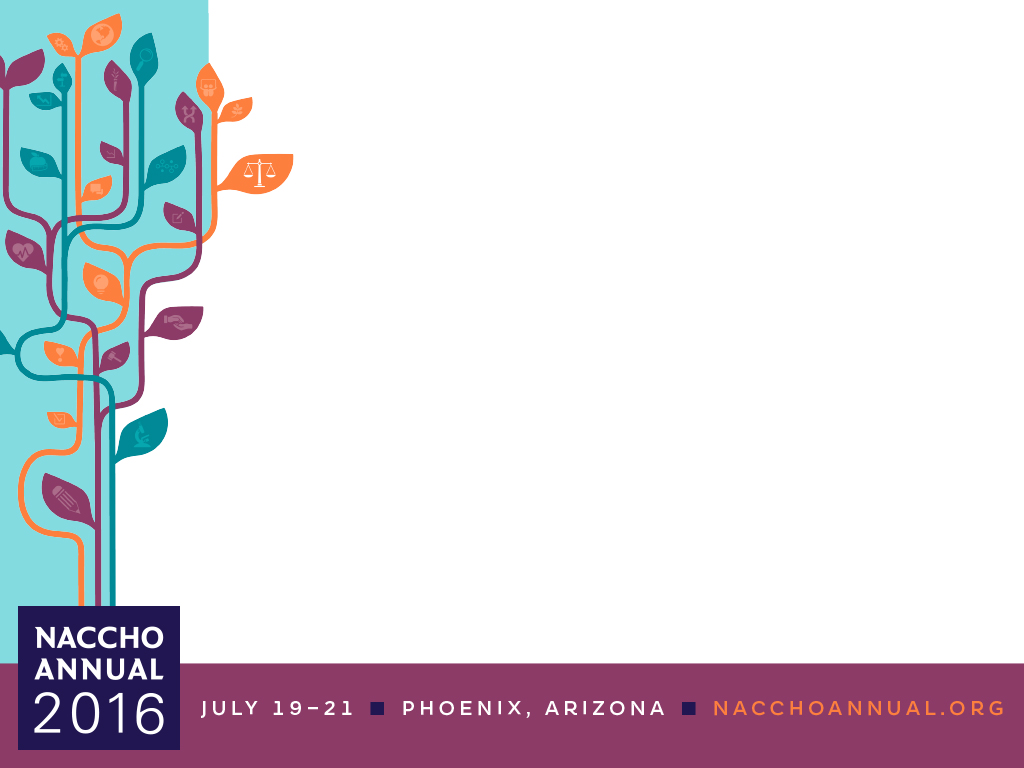 NACCHO
ANNUAL
2016
JULY 19–21 ■ PHOENIX, ARIZONA ■ NACCHOANNUAL.ORG